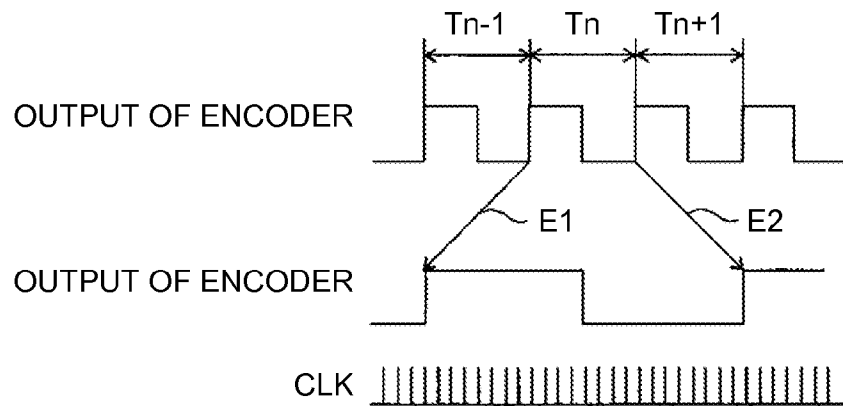 Tn-1 Tn Tn+1
OUTPUT OF ENCODER
E1 E2
OUTPUT OF ENCODER
CLK